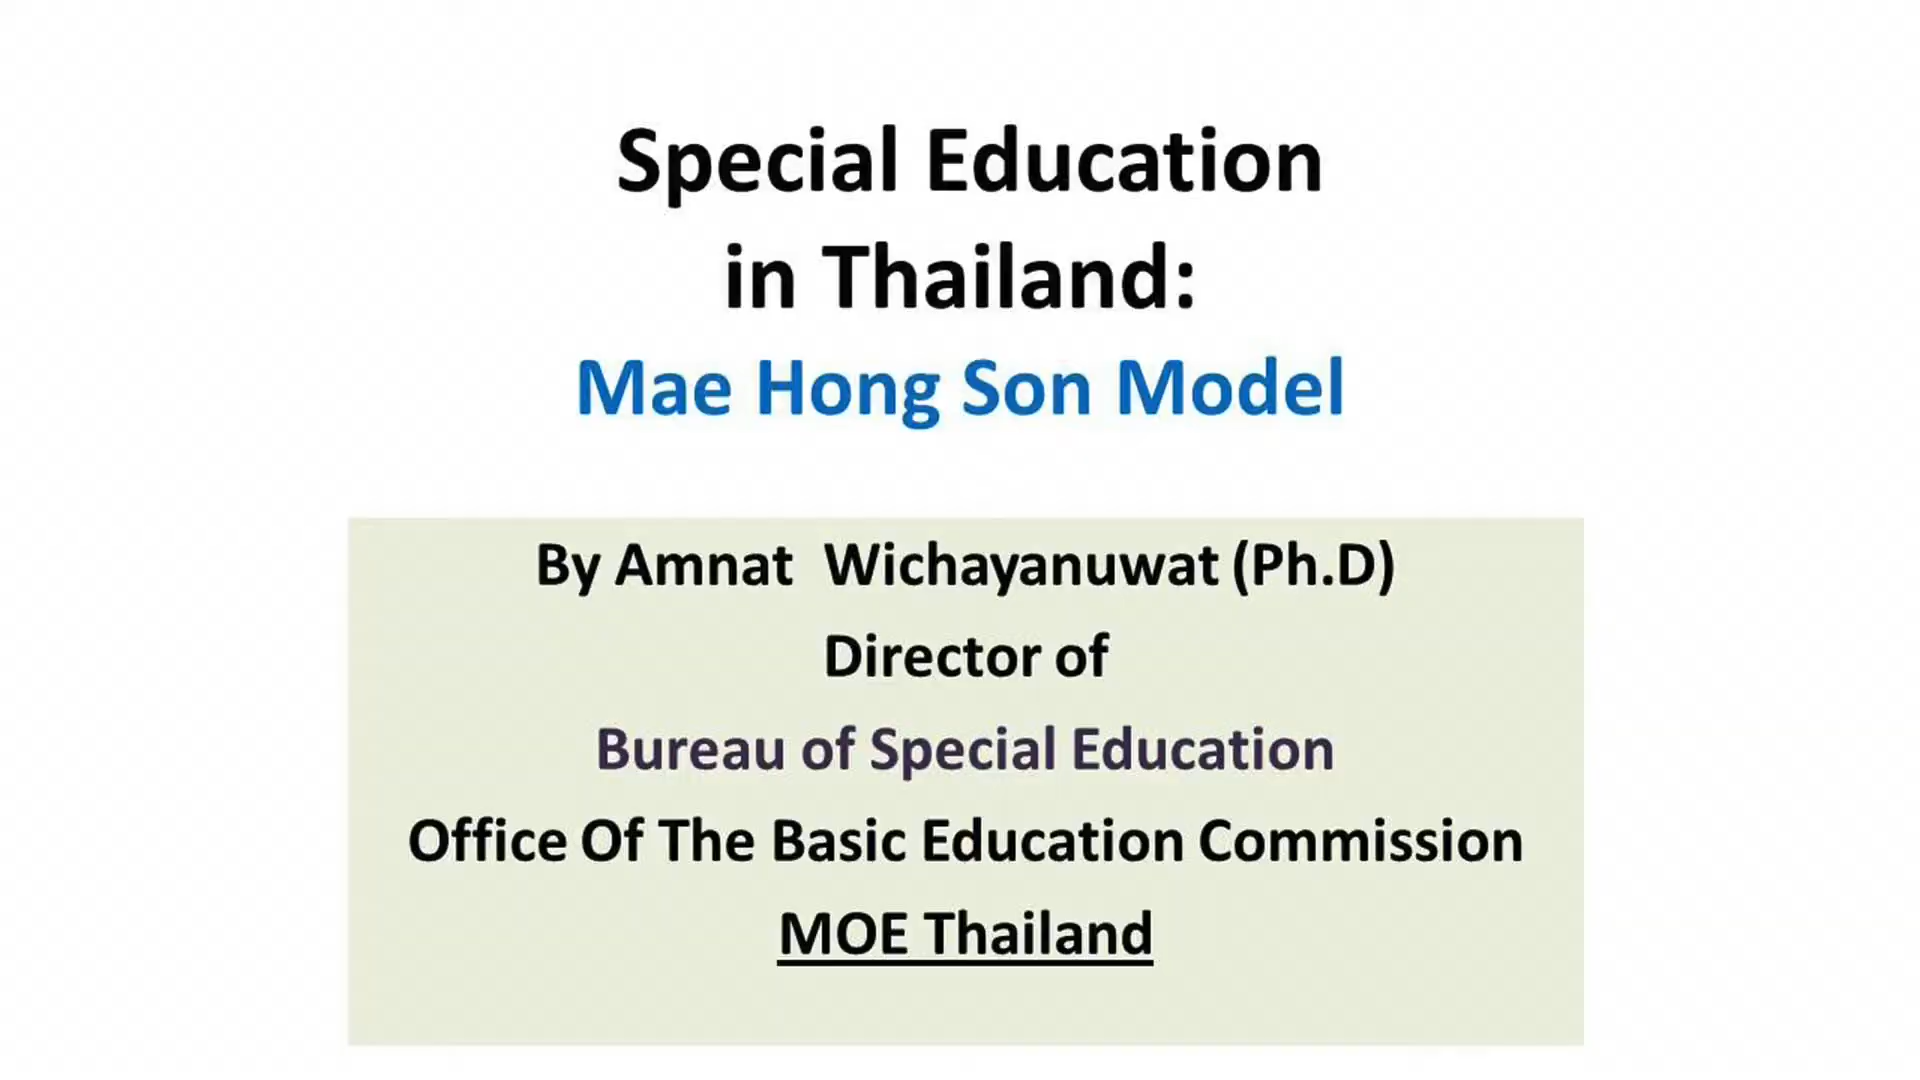 Special Education
in Thailand:
Mae Hong Son Model
By Amnat  Wichayanuwat (Ph.D)
Director of
Bureau of Special Education
Office Of The Basic Education Commission
MOE Thailand